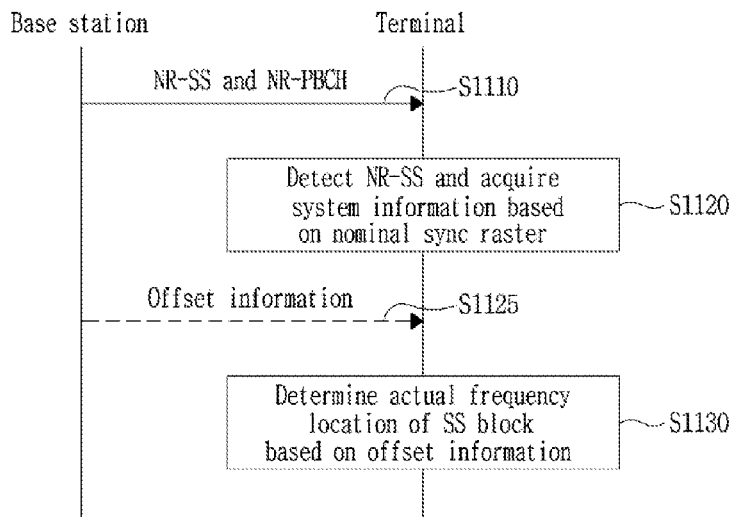 Base station
Terminal
NR-SS and NR-PBCH
S1110
Detect NR-SS and acquire
system information based
on nominal sync raster
S1120
Offset information
S1125
Determine actual frequency
location of SS block
based on offset information
S1130